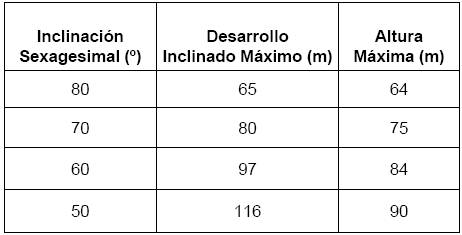 Inclinación Sexagesimal (º) Desarrollo Inclinado Máximo (m) Altura Máxima (m)
80 65 64
70 80 75
60 97 84
50 116 90